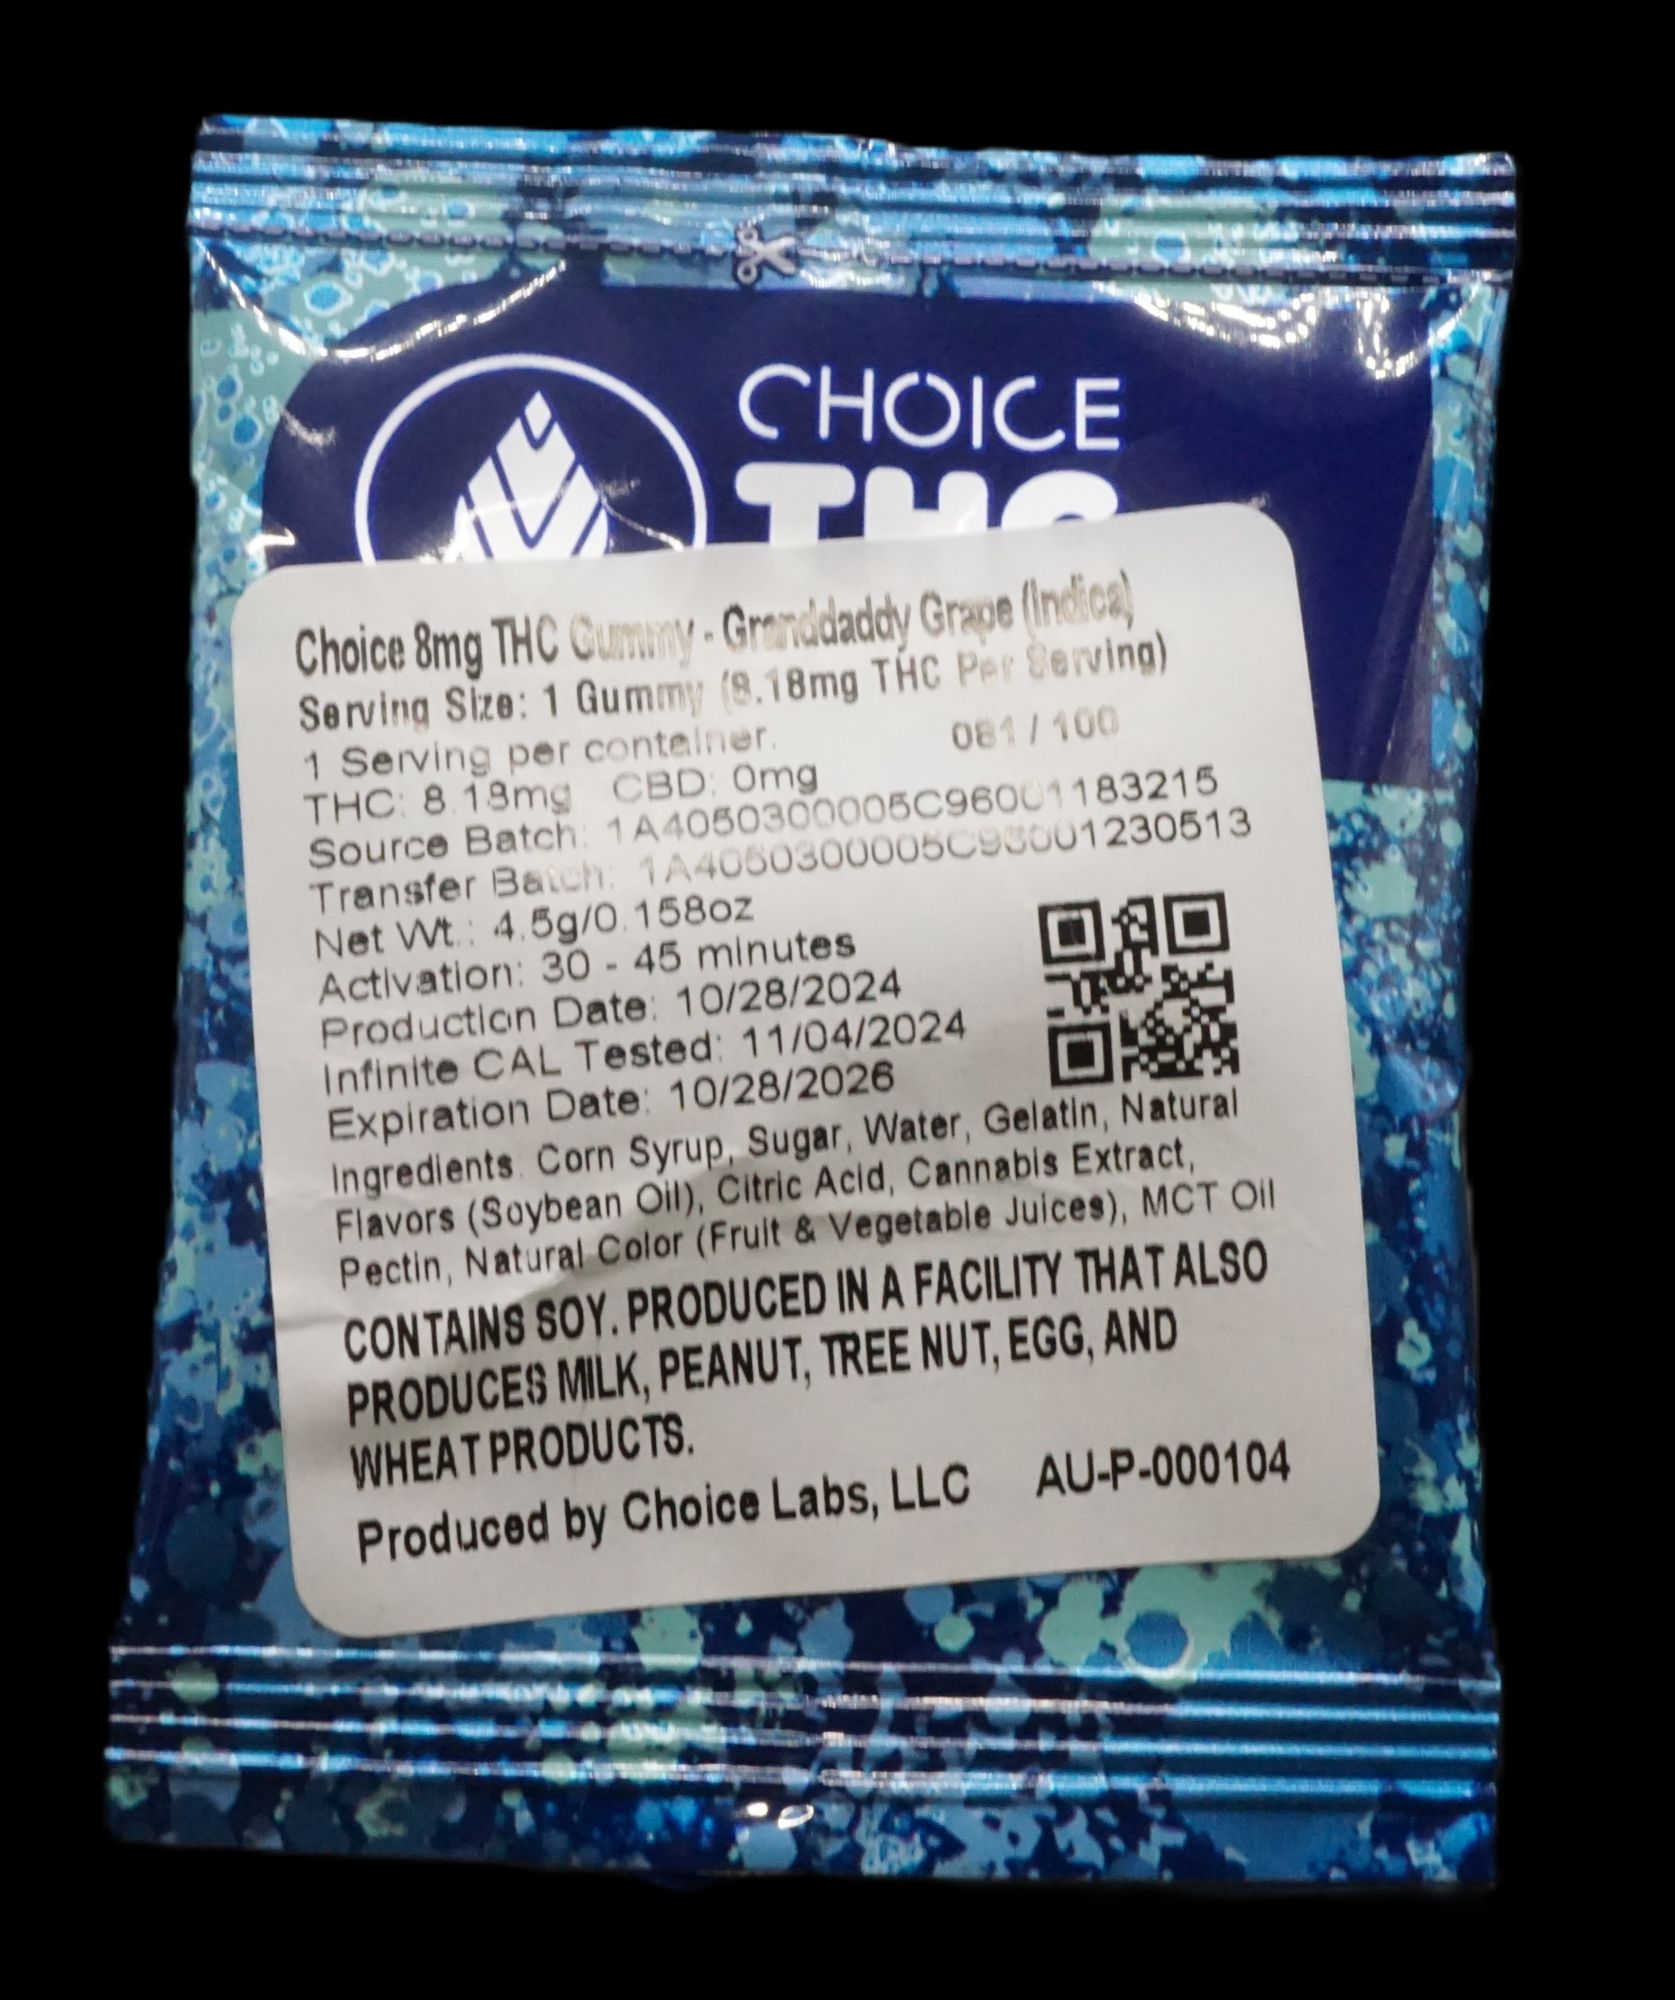 CHOICE
THC
Choice 8mg THC Gummy - Granddaddy Grape (Indica)
Serving Size: 1 Gummy (8.18mg THC Per Serving)
1 Serving per container. 081 / 100
THC: 8.18mg CBD: 0mg
Source Batch: 1A4050300005C96001183215
Transfer Batch: 1A4050300005C96001230513
Net Wt.: 4.5g/0.158oz
Activation: 30 - 45 minutes
Production Date: 10/28/2024
Infinite CAL Tested: 11/04/2024
Expiration Date: 10/28/2026
Ingredients: Corn Syrup, Sugar, Water, Gelatin, Natural
Flavors (Soybean Oil), Citric Acid, Cannabis Extract,
Pectin, Natural Color (Fruit & Vegetable Juices), MCT Oil
CONTAINS SOY. PRODUCED IN A FACILITY THAT ALSO
PRODUCES MILK, PEANUT, TREE NUT, EGG, AND
WHEAT PRODUCTS.
Produced by Choice Labs, LLC AU-P-000104